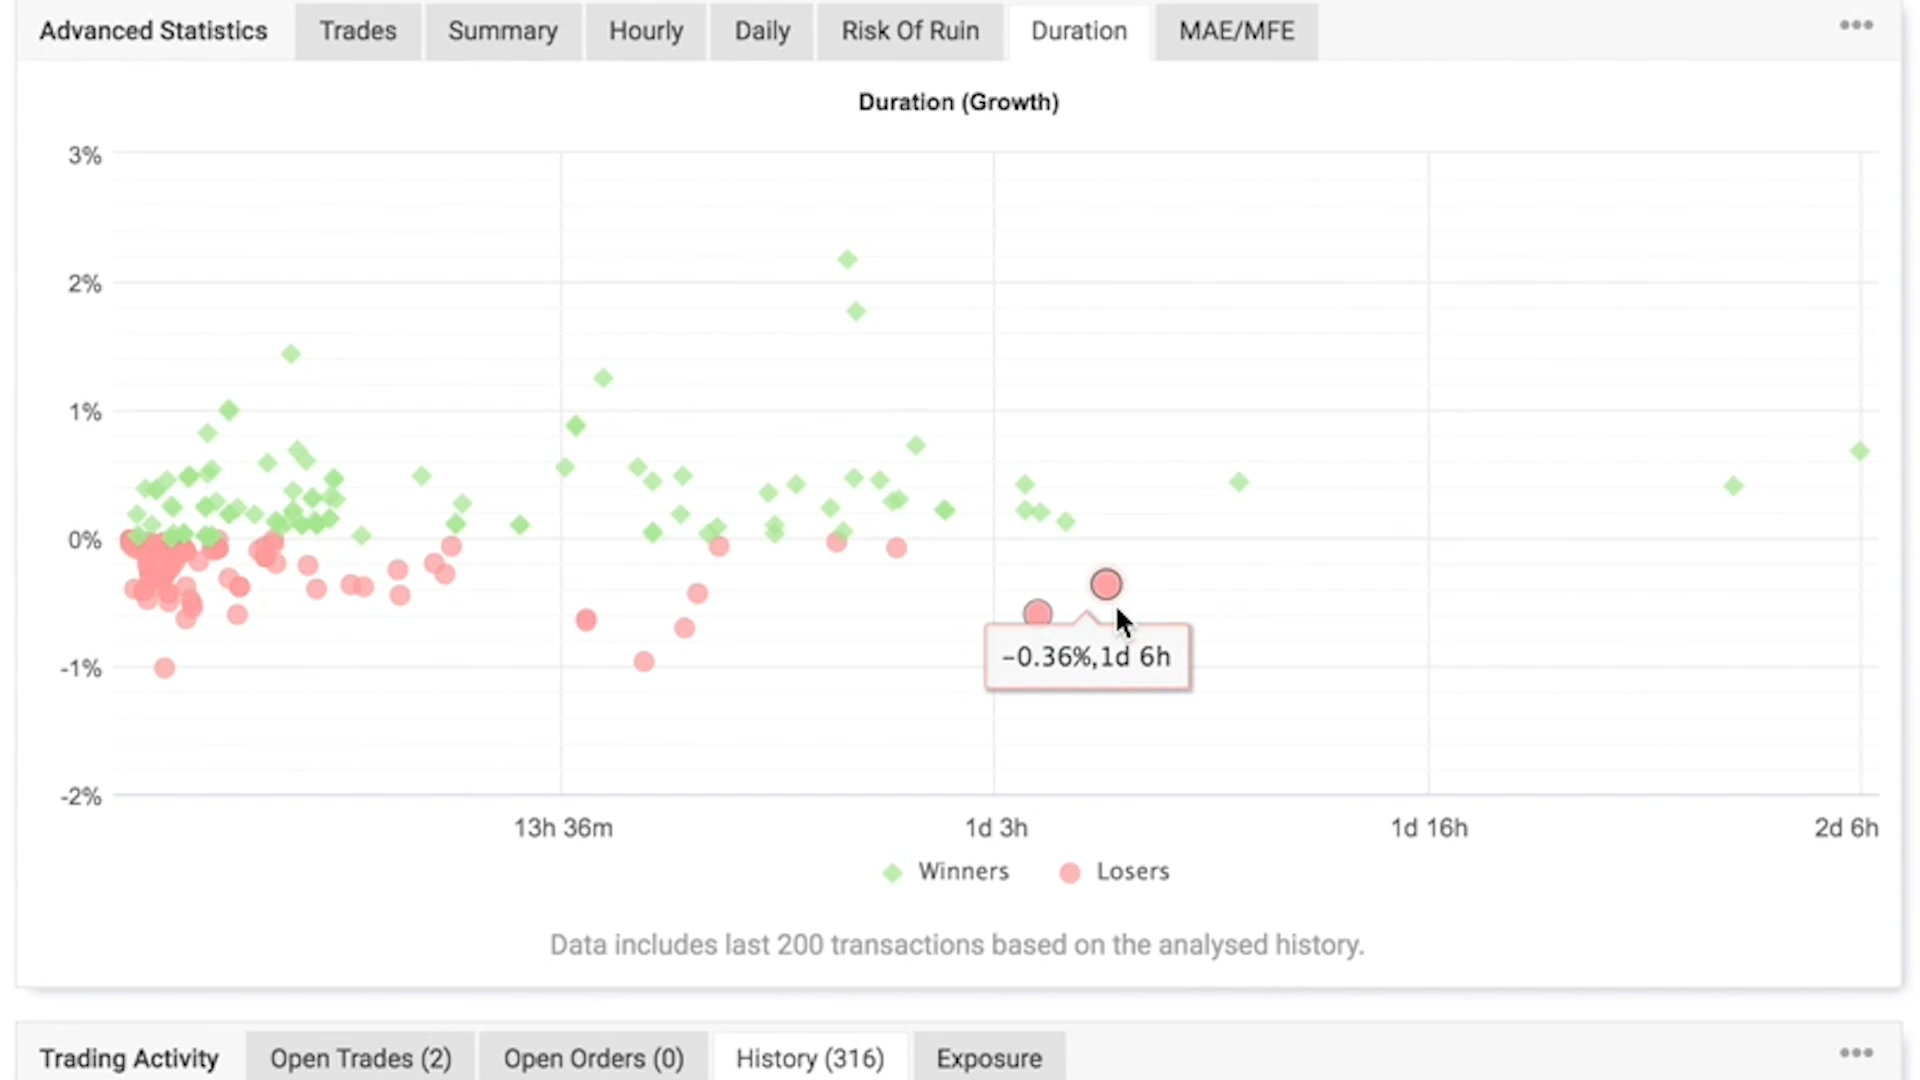 Advanced Statistics Trades Summary Hourly Daily Risk Of Ruin Duration MAE/MFE
Duration (Growth)
3%
2%
1%
0%
-1%
-2%
-0.36%,1d 6h
13h 36m 1d 3h 1d 16h 2d 6h
Winners Losers
Data includes last 200 transactions based on the analysed history.
Trading Activity Open Trades (2) Open Orders (0) History (316) Exposure